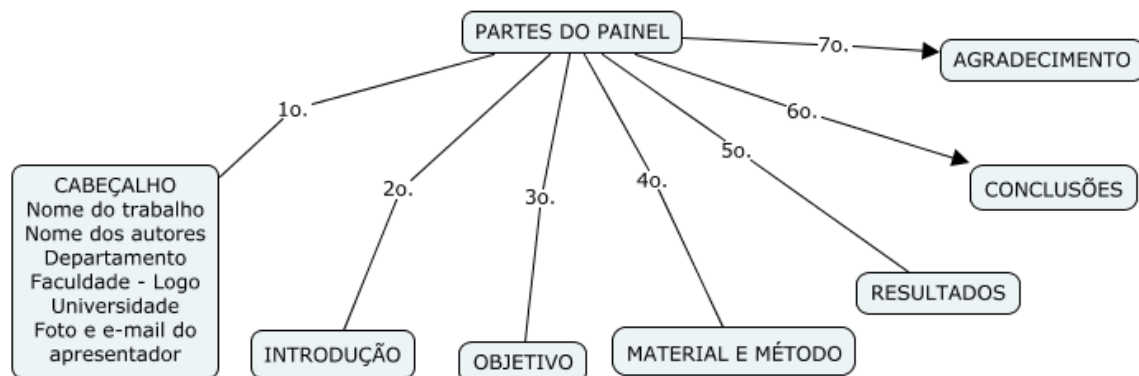 PARTES DO PAINEL
1o.
CABEÇALHO
Nome do trabalho
Nome dos autores
Departamento
Faculdade - Logo
Universidade
Foto e e-mail do
apresentador
2o.
INTRODUÇÃO
3o.
OBJETIVO
4o.
MATERIAL E MÉTODO
5o.
RESULTADOS
6o.
CONCLUSÕES
7o.
AGRADECIMENTO